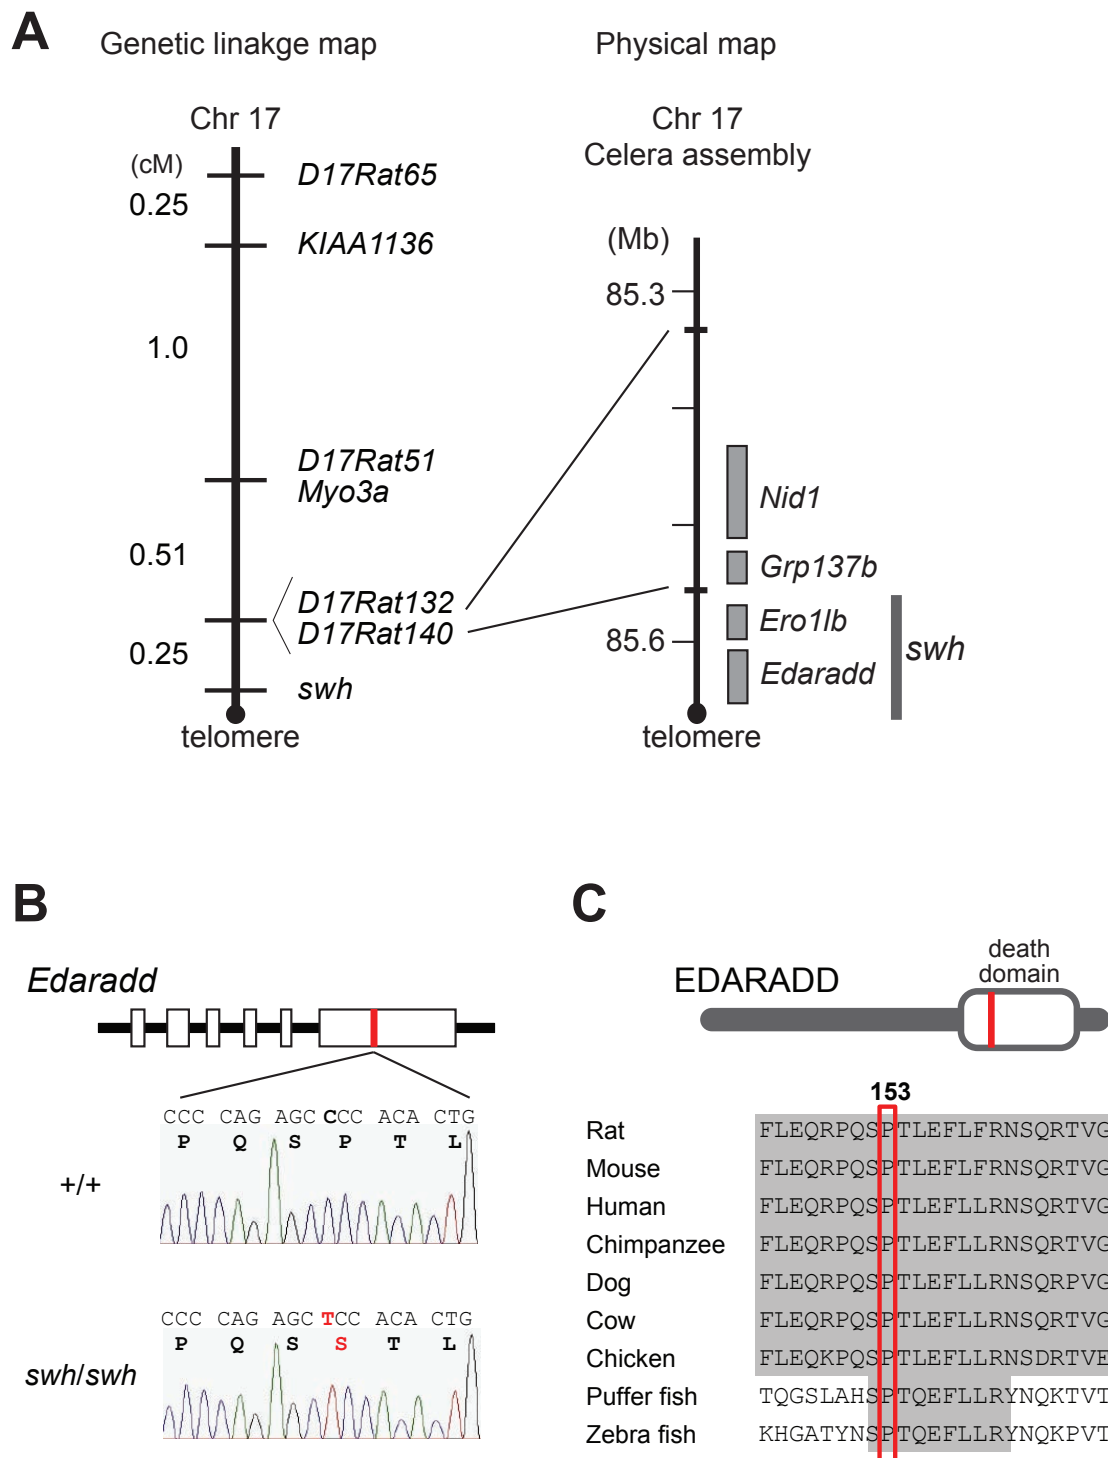 A
Genetic linakge map
Physical map
Chr 17
(cM)
0.25
1.0
0.51
0.25
D17Rat65
KIAA1136
D17Rat51
Myo3a
D17Rat132
D17Rat140
swh
telomere
Chr 17
Celera assembly
(Mb)
85.3
85.6
Nid1
Grp137b
Ero1lb
Edaradd
swh
telomere
B
Edaradd
CCC CAG AGC CCC ACA CTG
P Q S P T L
+/+
CCC CAG AGC TCC ACA CTG
P Q S S T L
swh/swh
C
EDARADD
death
domain
153
Rat FLEQRPQSPTLEFLFRNSQRTVG
Mouse FLEQRPQSPTLEFLFRNSQRTVG
Human FLEQRPQSPTLEFLLRNSQRTVG
Chimpanzee FLEQRPQSPTLEFLLRNSQRTVG
Dog FLEQRPQSPTLEFLLRNSQRPVG
Cow FLEQRPQSPTLEFLLRNSQRTVG
Chicken FLEQKPQSPTLEFLLRNSDRTVE
Puffer fish TQGSLAHSPTQEFLLRYNQKTVT
Zebra fish KHGATYNSPTQEFLLRYNQKPVT